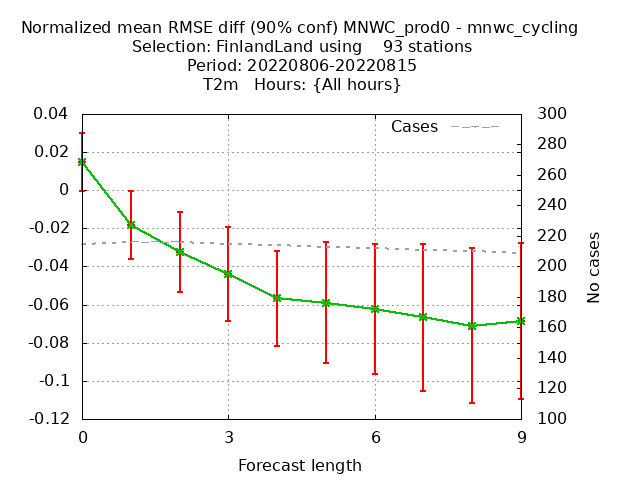 Normalized mean RMSE diff (90% conf) MNWC_prod0 - mnwc_cycling
Selection: FinlandLand using    93 stations
Period: 20220806-20220815
T2m   Hours: {All hours}
Cases
0.04
0.02
0
-0.02
-0.04
-0.06
-0.08
-0.1
-0.12
300
280
260
240
220
200
180
160
140
120
100
No cases
0 3 6 9
Forecast length